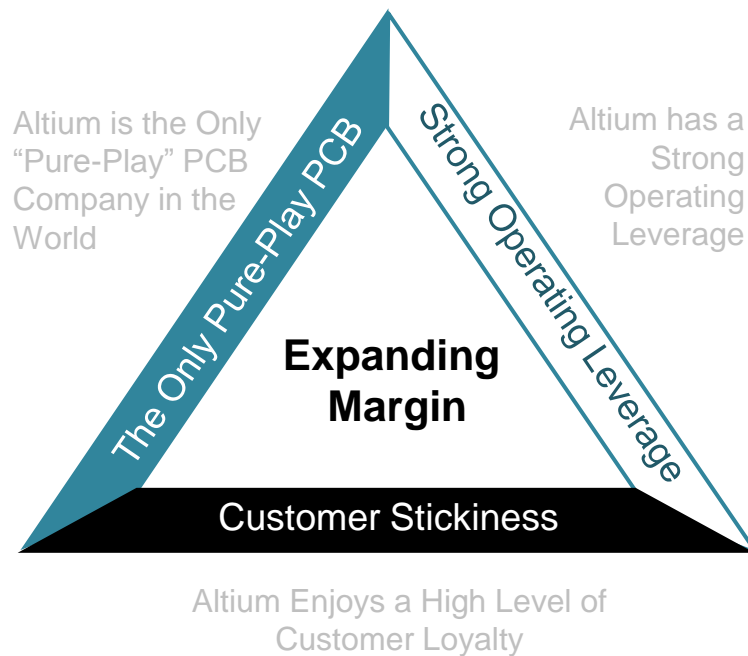 Altium is the Only
“Pure-Play” PCB
Company in the
World
The Only Pure-Play PCB
Strong Operating Leverage
Altium has a
Strong
Operating
Leverage
Expanding
Margin
Customer Stickiness
Altium Enjoys a High Level of
Customer Loyalty